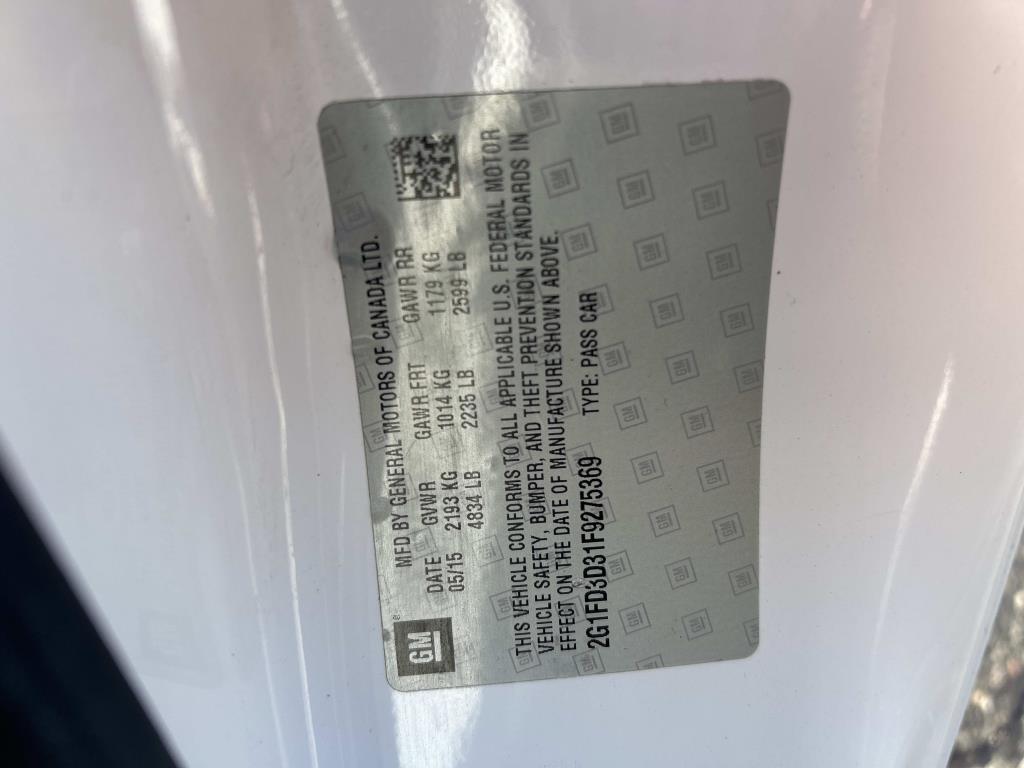 GM
MFD BY GENERAL MOTORS OF CANADA LTD.
DATE GVWR GAWR FRT GAWR RR
05/15 2193 KG 1014 KG 1179 KG
4834 LB 2235 LB 2599 LB
THIS VEHICLE CONFORMS TO ALL APPLICABLE U.S. FEDERAL MOTOR
VEHICLE SAFETY, BUMPER, AND THEFT PREVENTION STANDARDS IN
EFFECT ON THE DATE OF MANUFACTURE SHOWN ABOVE.
2G1FD3D31F9275369 TYPE: PASS CAR